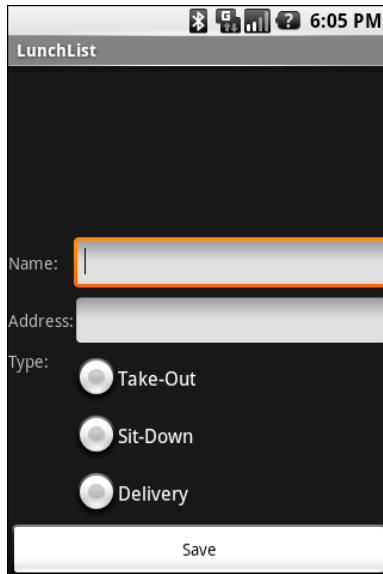 G ? 6:05 PM
LunchList
Name:
Address:
Type:
Take-Out
Sit-Down
Delivery
Save